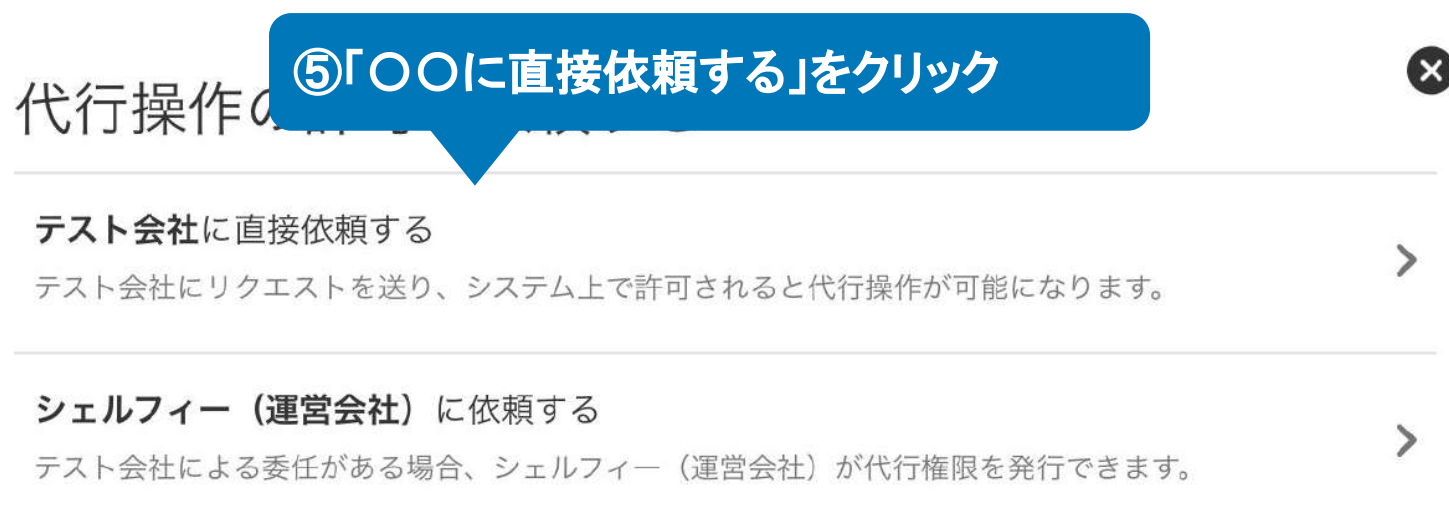 ⑤「〇〇に直接依頼する」をクリック
代行操作の
テスト会社に直接依頼する
テスト会社にリクエストを送り、システム上で許可されると代行操作が可能になります。
シェルフィー（運営会社）に依頼する
テスト会社による委任がある場合、シェルフィー（運営会社）が代行権限を発行できます。